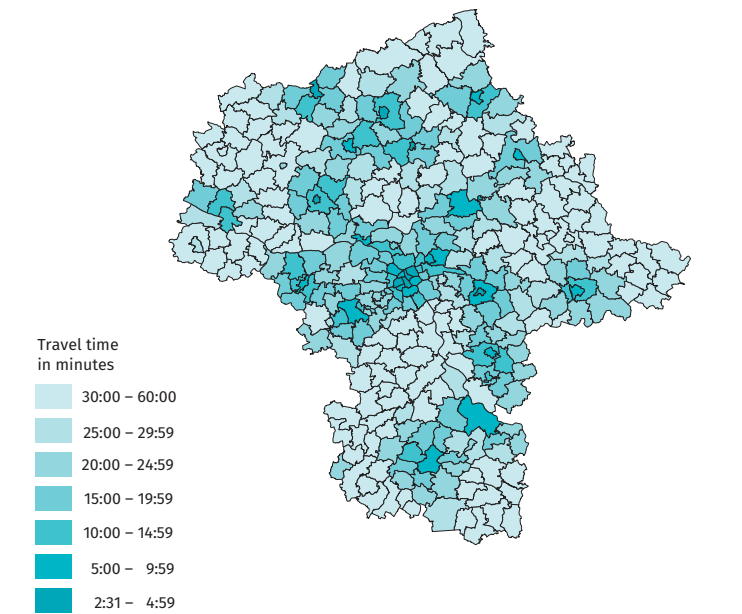 Travel time
in minutes
30:00 – 60:00
25:00 – 29:59
20:00 – 24:59
15:00 – 19:59
10:00 – 14:59
5:00 – 9:59
2:31 – 4:59